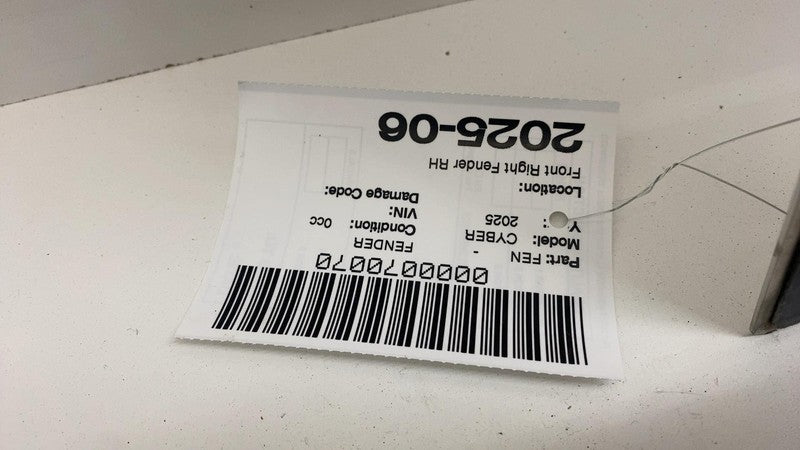 0000070070
Part: FEN - FENDER
Model: CYBER Condition: 0cc
Y : 2025 VIN:
Damage Code:
Location:
Front Right Fender RH
2025-06